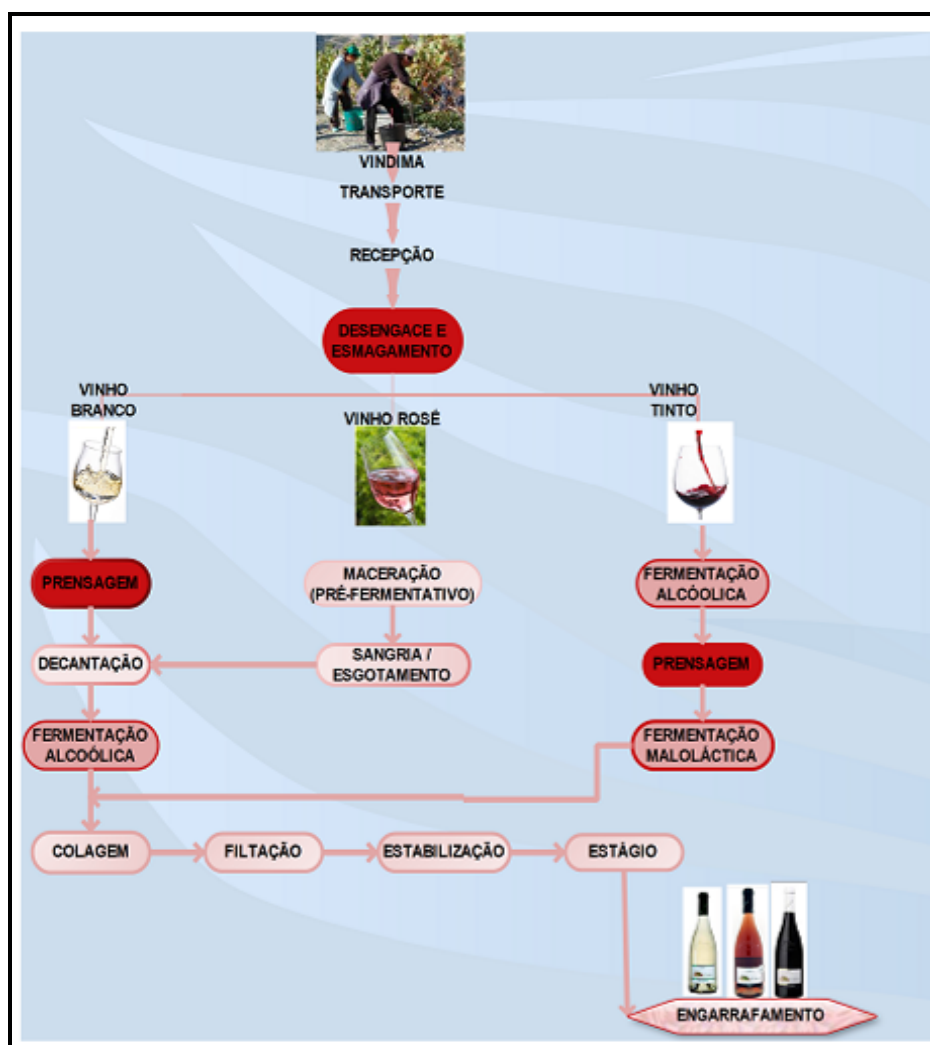 VINDIMA
TRANSPORTE
RECEPÇÃO
DESENGACE E
ESMAGAMENTO
VINHO
BRANCO
VINHO ROSÉ
VINHO
TINTO
PRENSAGEM
MACERAÇÃO
(PRÉ-FERMENTATIVO)
FERMENTAÇÃO
ALCÓOLICA
DECANTAÇÃO
SANGRIA /
ESGOTAMENTO
PRENSAGEM
FERMENTAÇÃO
ALCOÓLICA
FERMENTAÇÃO
MALOLÁCTICA
COLAGEM
FILTAÇÃO
ESTABILIZAÇÃO
ESTÁGIO
ENGARRAFAMENTO